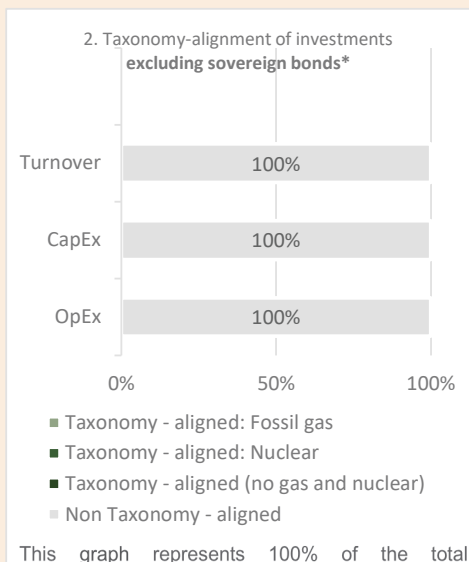 2. Taxonomy-alignment of investments
excluding sovereign bonds*
Turnover
100%
CapEx
100%
OpEx
100%
0%
50%
100%
Taxonomy - aligned: Fossil gas
Taxonomy - aligned: Nuclear
Taxonomy - aligned (no gas and nuclear)
Non Taxonomy - aligned
This graph represents 100% of the total